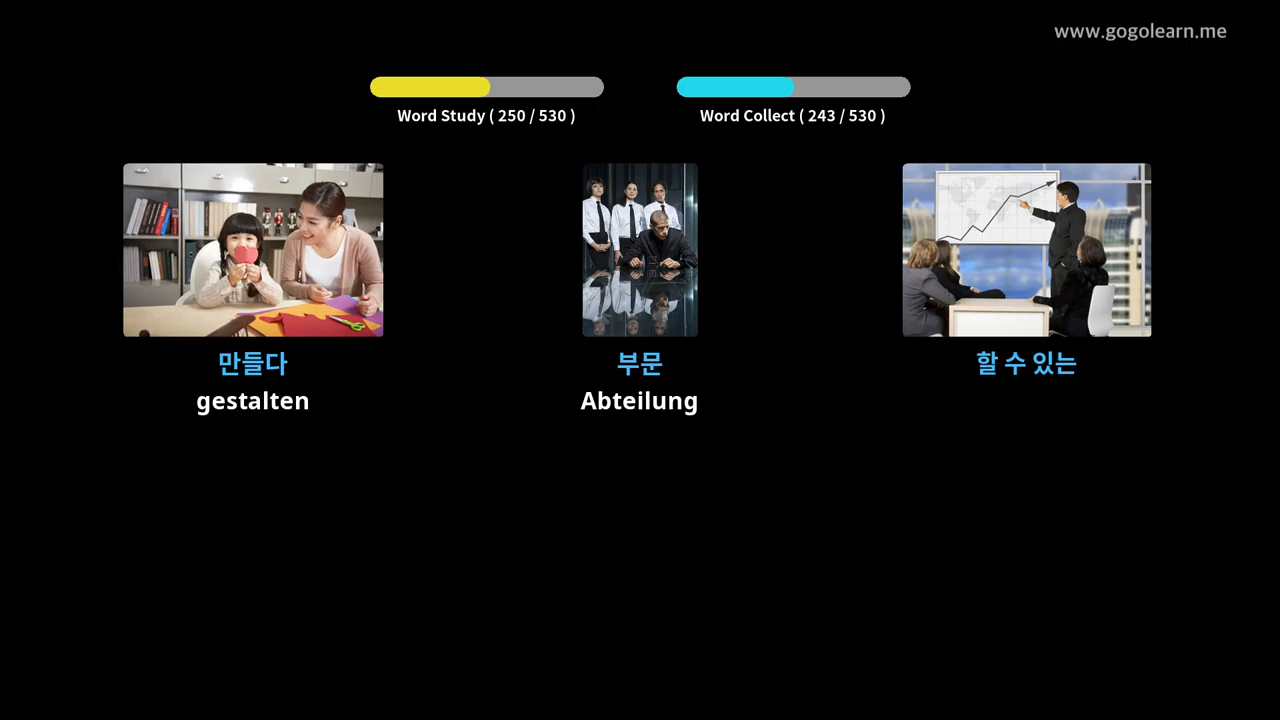 www.gogolearn.me
Word Study ( 250 / 530 )
Word Collect ( 243 / 530 )
만들다
부문
할 수 있는
gestalten
Abteilung